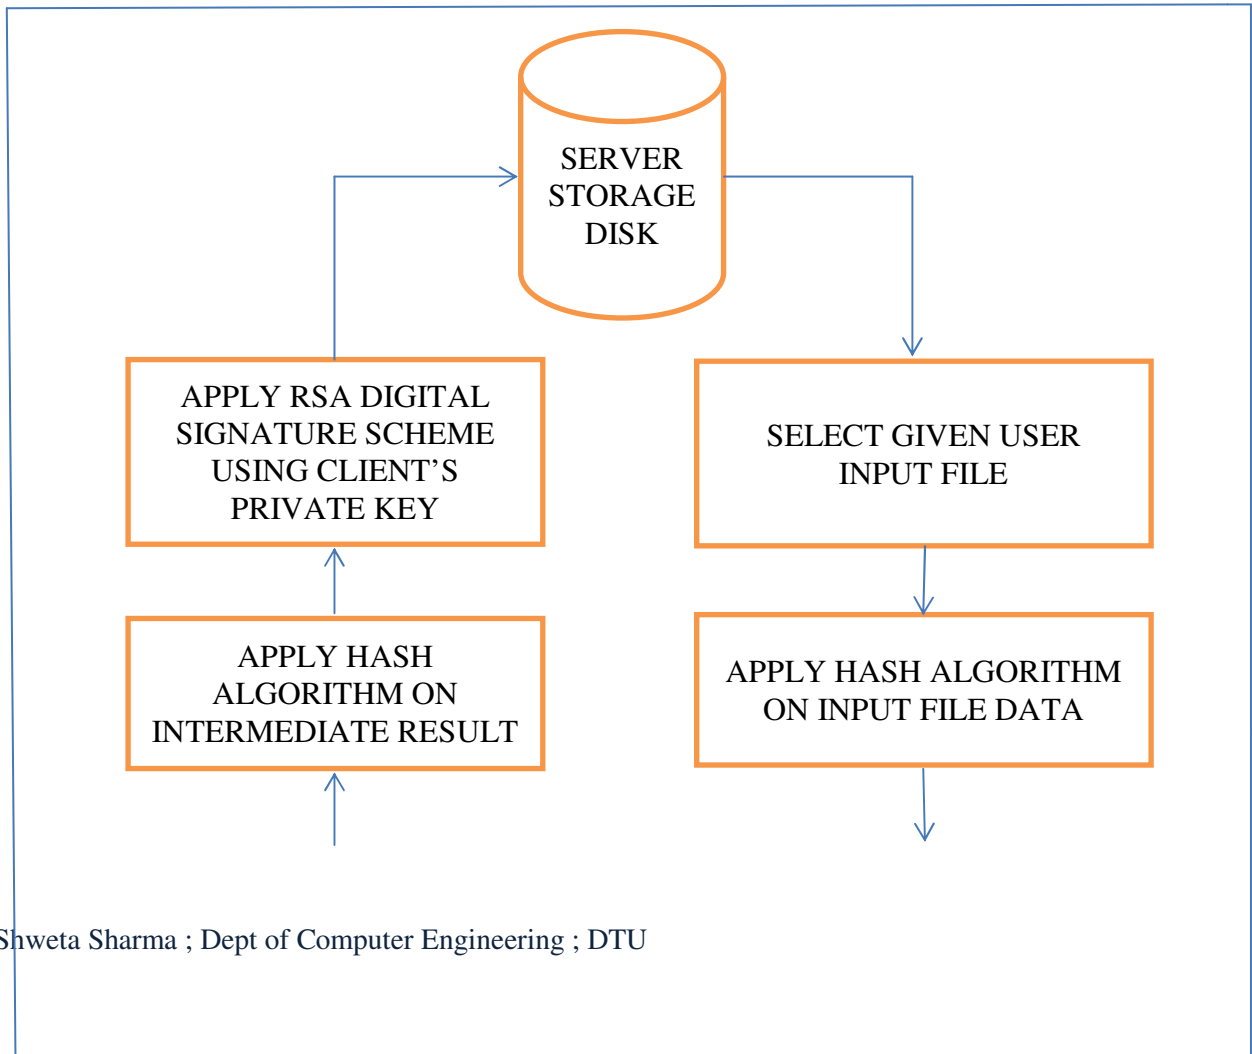 SERVER
STORAGE
DISK
APPLY RSA DIGITAL
SIGNATURE SCHEME
USING CLIENT’S
PRIVATE KEY
SELECT GIVEN USER
INPUT FILE
APPLY HASH
ALGORITHM ON
INTERMEDIATE RESULT
APPLY HASH ALGORITHM
ON INPUT FILE DATA
Shweta Sharma ; Dept of Computer Engineering ; DTU